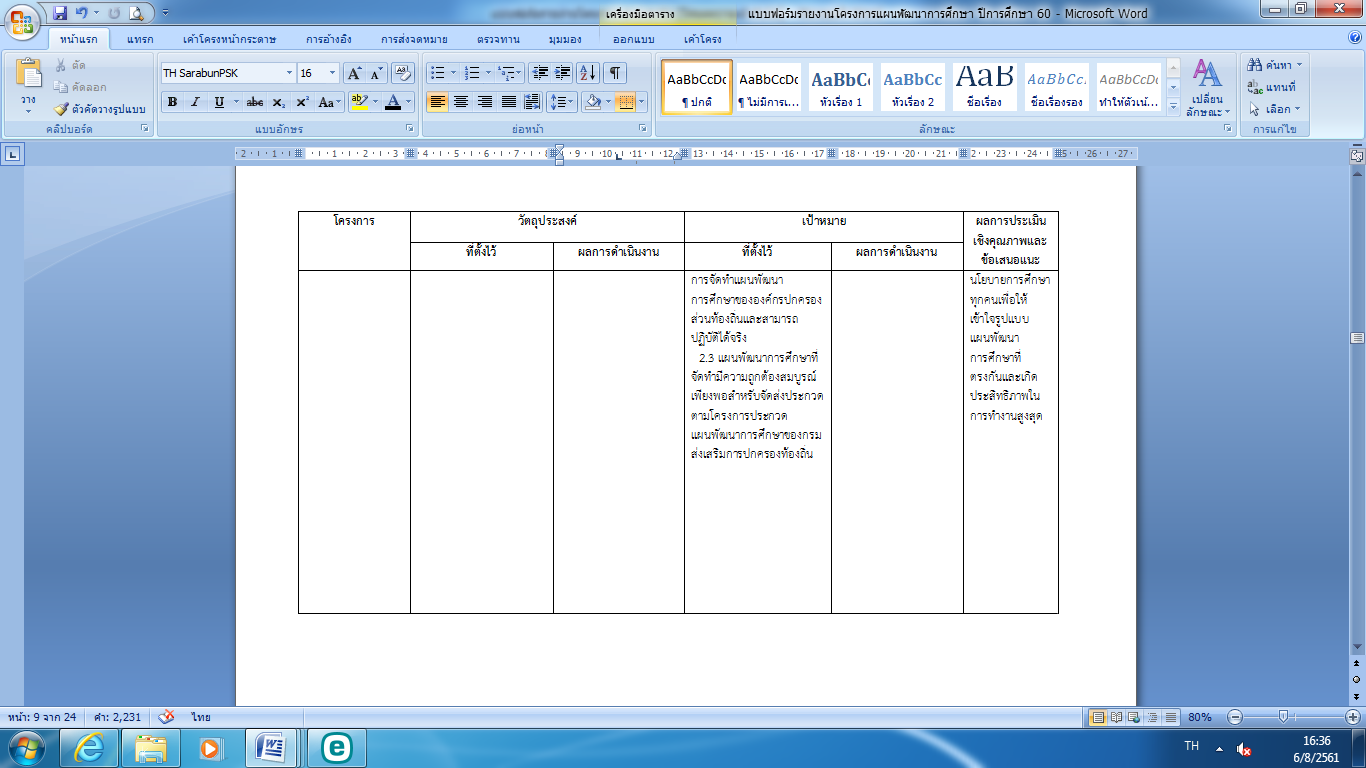 เครื่องมือตาราง
แบบฟอร์มรายงานโครงการแผนพัฒนาการศึกษา ปีการศึกษา 60 - Microsoft Word
หน้าแรก แทรก เค้าโครงหน้ากระดาษ การอ้างอิง การส่งจดหมาย ตรวจทาน มุมมอง ออกแบบ เค้าโครง
วาง
ตัด
คัดลอก
ตัวคัดวางรูปแบบ
คลิปบอร์ด
TH SarabunPSK 16
B I U abc X₂ X² Aa
แบบอักษร
ย่อหน้า
AaBbCcDc AaBbCcDc AaBbC AaBbCc AaB AaBbCc. AaBbCcDc
¶ ปกติ ¶ ไม่มีการเ... หัวเรื่อง 1 หัวเรื่อง 2 ชื่อเรื่อง ชื่อเรื่องรอง ทำให้ตัวเน้...
ลักษณะ
เปลี่ยน
ลักษณะ
ค้นหา
แทนที่
เลือก
การแก้ไข
โครงการ วัตถุประสงค์ เป้าหมาย ผลการประเมิน
เชิงคุณภาพและ
ข้อเสนอแนะ
ที่ตั้งไว้ ผลการดำเนินงาน ที่ตั้งไว้ ผลการดำเนินงาน
การจัดทำแผนพัฒนา
การศึกษาขององค์กรปกครอง
ส่วนท้องถิ่นและสามารถ
ปฏิบัติได้จริง
2.3 แผนพัฒนาการศึกษาที่
จัดทำมีความถูกต้องสมบูรณ์
เพียงพอสำหรับจัดส่งประกวด
ตามโครงการประกวด
แผนพัฒนาการศึกษาของกรม
ส่งเสริมการปกครองท้องถิ่น
นโยบายการศึกษา
ทุกคนเพื่อให้
เข้าใจรูปแบบ
แผนพัฒนา
การศึกษาที่
ตรงกันและเกิด
ประสิทธิภาพใน
การทำงานสูงสุด
หน้า: 9 จาก 24 คำ: 2,231 ไทย 80%
TH 16:36
6/8/2561